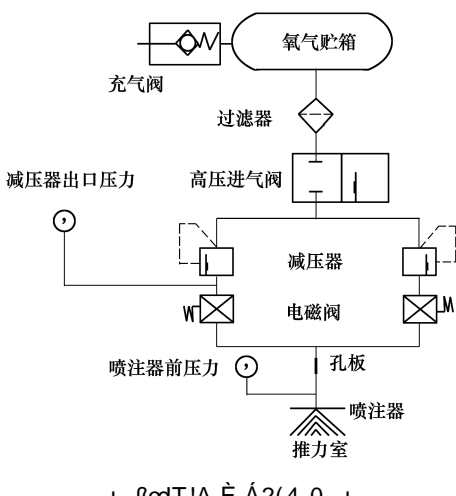 氧气贮箱
充气阀
过滤器
减压器出口压力
高压进气阀
减压器
电磁阀
喷注器前压力
孔板
喷注器
推力室